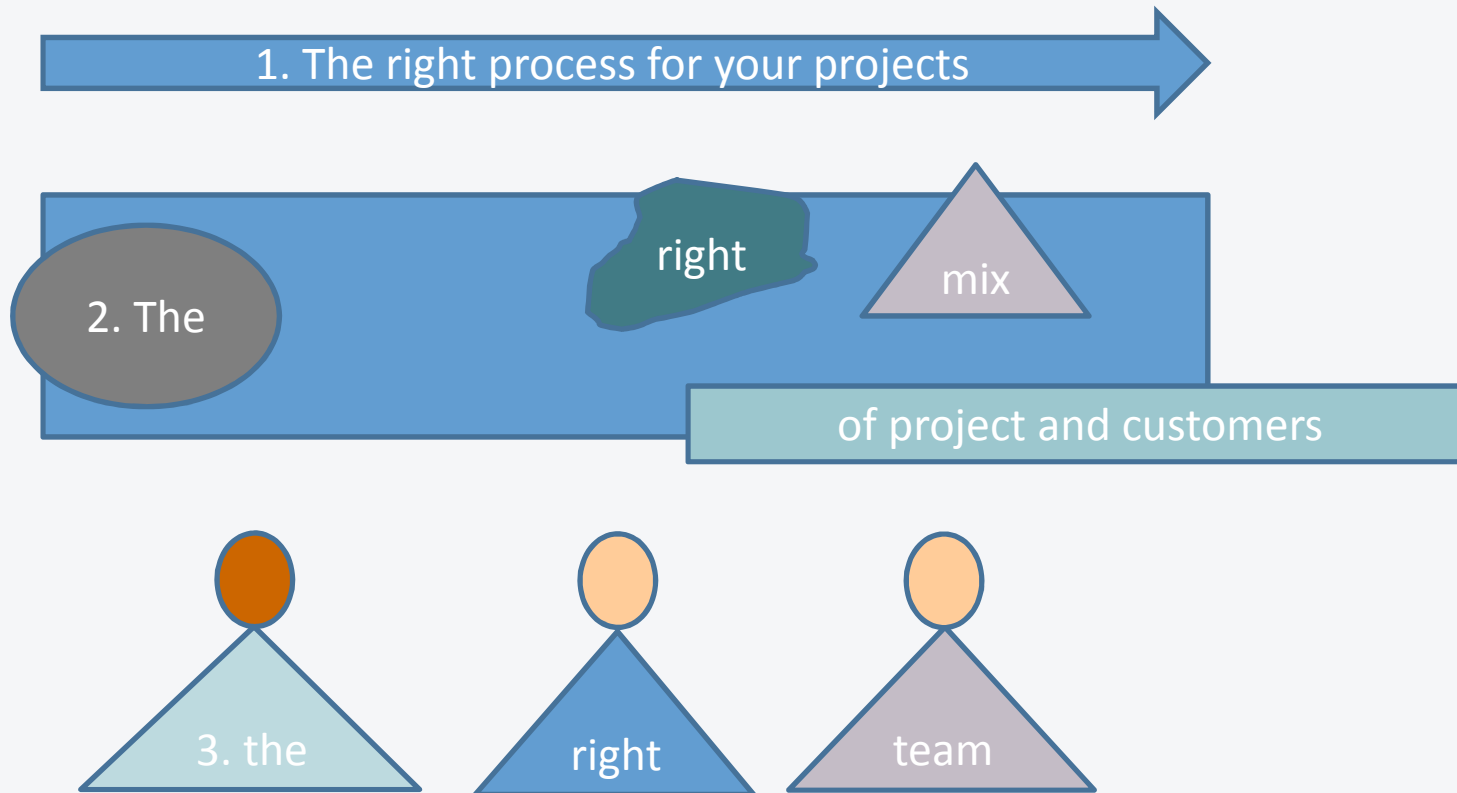 1. The right process for your projects
2. The right mix
of project and customers
3. the right team